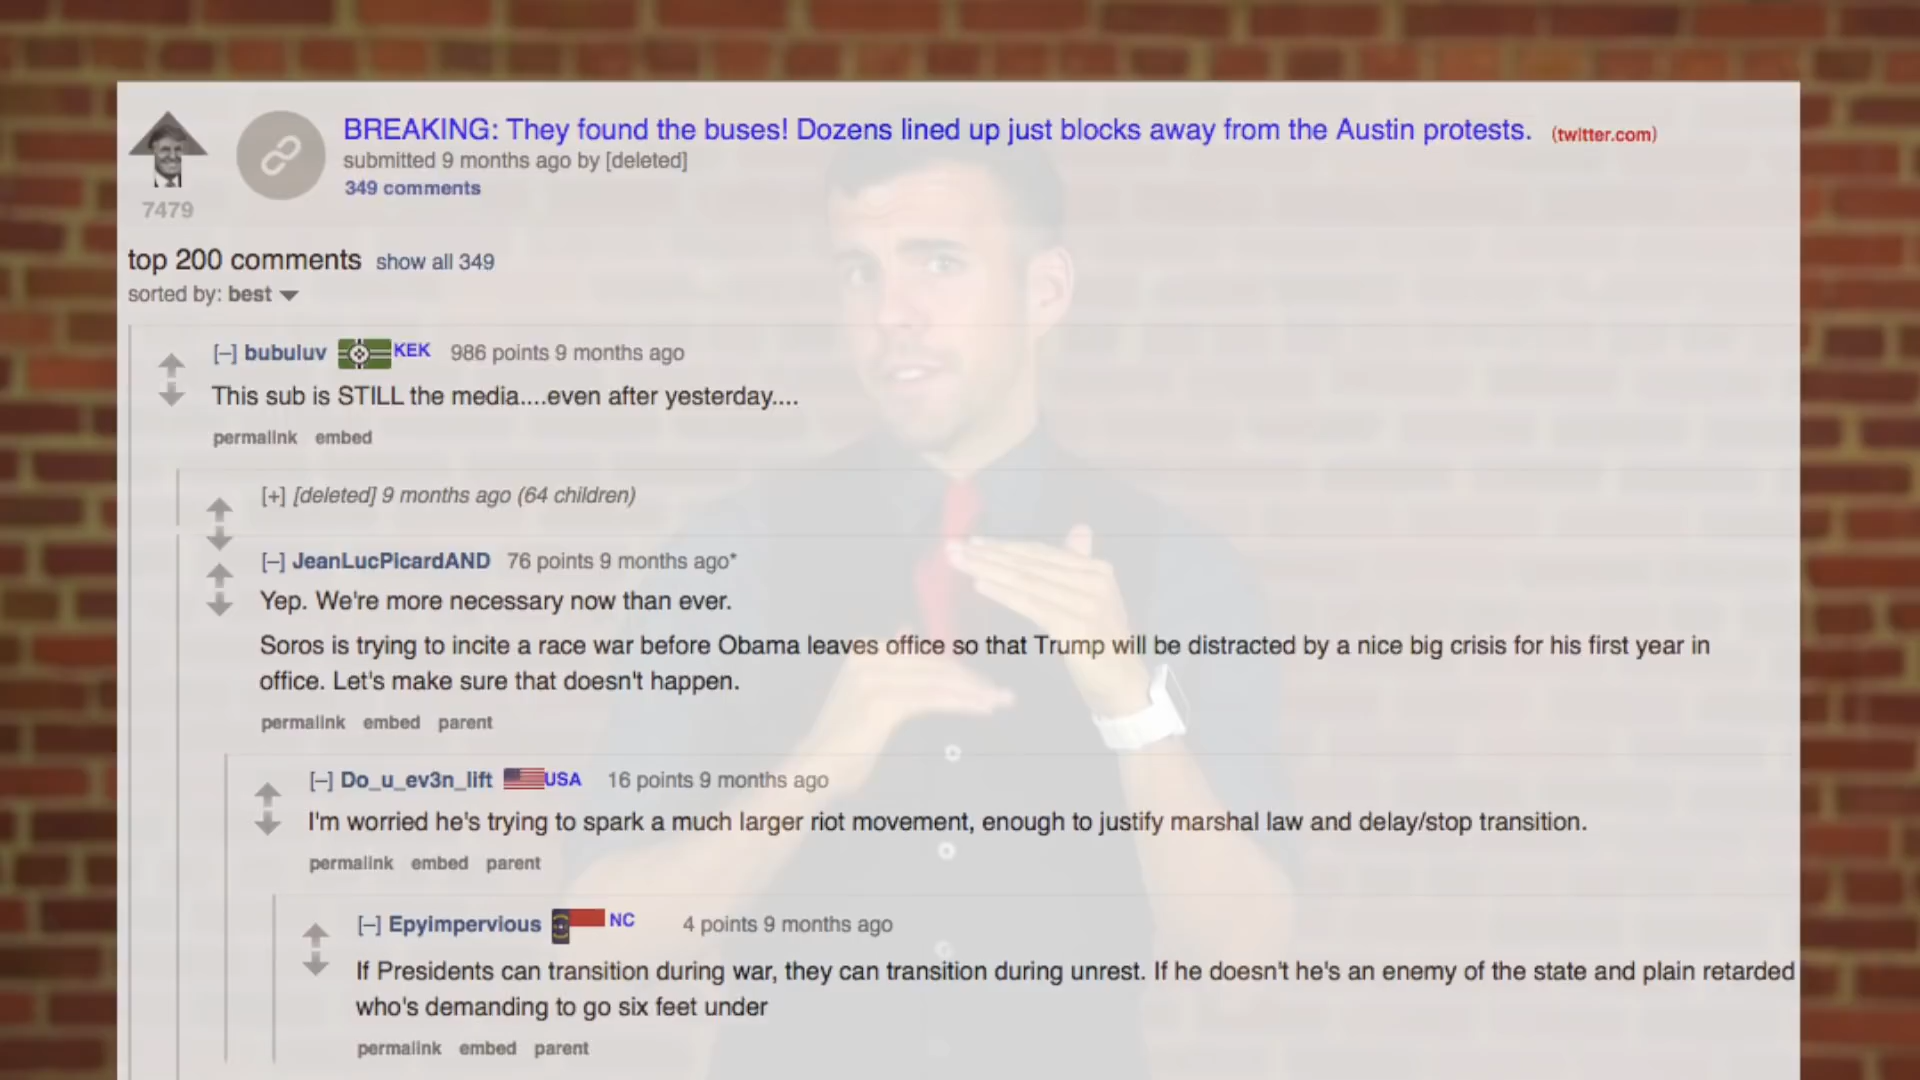 BREAKING: They found the buses! Dozens lined up just blocks away from the Austin protests. (twitter.com)
submitted 9 months ago by [deleted]
349 comments
7479
top 200 comments show all 349
sorted by: best
[–] bubuluv KEK 986 points 9 months ago
This sub is STILL the media....even after yesterday....
permalink embed
[+] [deleted] 9 months ago (64 children)
[–] JeanLucPicardAND 76 points 9 months ago*
Yep. We're more necessary now than ever.
Soros is trying to incite a race war before Obama leaves office so that Trump will be distracted by a nice big crisis for his first year in
office. Let's make sure that doesn't happen.
permalink embed parent
[–] Do_u_ev3n_lift USA 16 points 9 months ago
I'm worried he's trying to spark a much larger riot movement, enough to justify marshal law and delay/stop transition.
permalink embed parent
[–] Epyimpervious NC 4 points 9 months ago
If Presidents can transition during war, they can transition during unrest. If he doesn't he's an enemy of the state and plain retarded
who's demanding to go six feet under
permalink embed parent